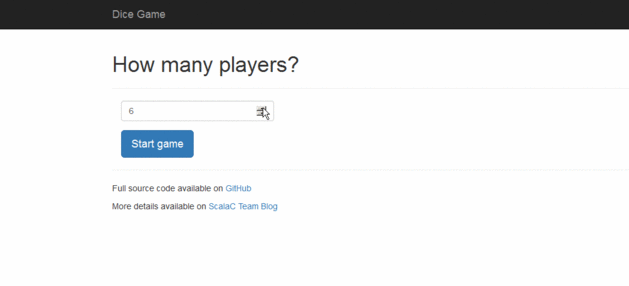 Dice Game
How many players?
6
Start game
Full source code available on GitHub
More details available on ScalaC Team Blog